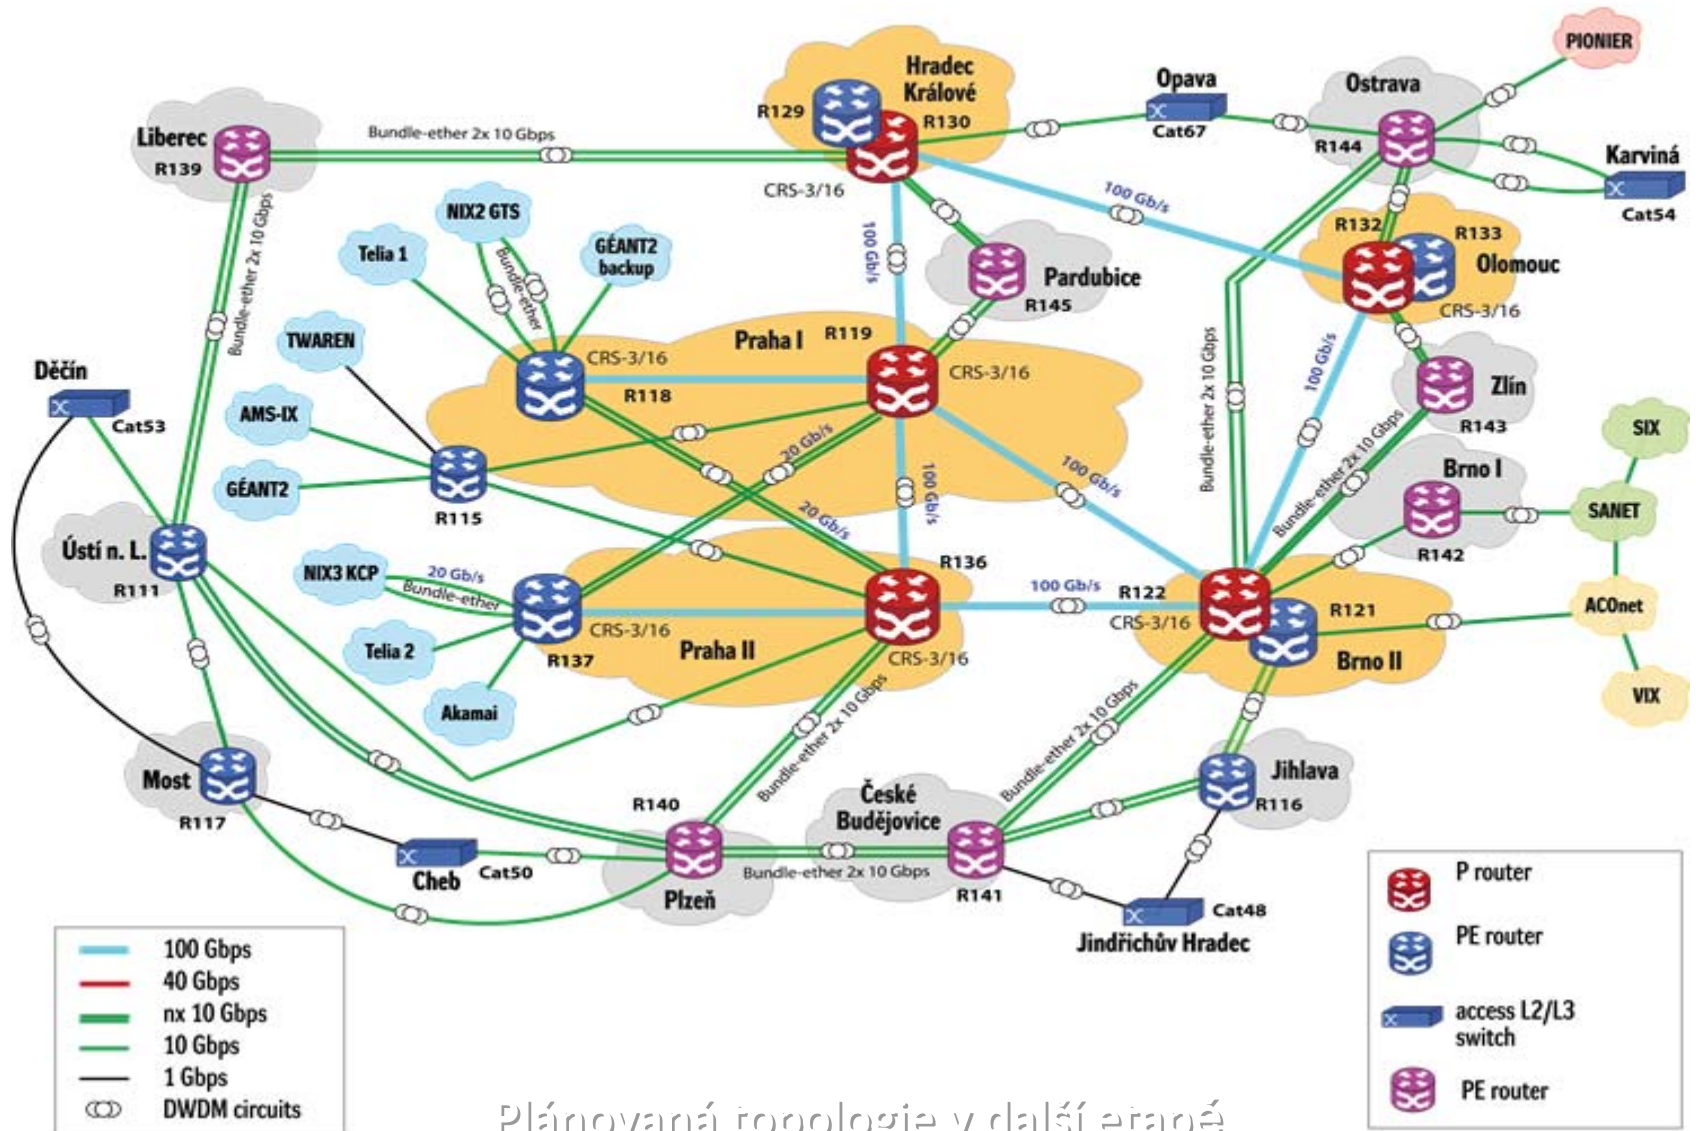 PIONIER
Hradec
Králové
R129
R130
CRS-3/16
Opava
Cat67
Ostrava
R144
Karviná
Cat54
Liberec
R139
Bundle-ether 2x 10 Gbps
Bundle-ether 2x 10 Gbps
NIX2 GTS
Telia 1
GÉANT2
backup
Bundle-ether
100 Gb/s
100 Gb/s
Pardubice
R145
R132
R133
Olomouc
CRS-3/16
TWAREN
Praha I
R119
CRS-3/16
CRS-3/16
R118
Děčín
Cat53
AMS-IX
GÉANT2
R115
20 Gb/s
20 Gb/s
100 Gb/s
100 Gb/s
Bundle-ether 2x 10 Gbps
100 Gb/s
Bundle-ether 2x 10 Gbps
Zlín
R143
Brno I
R142
SIX
SANET
ACOnet
VIX
Ústí n. L.
R111
NIX3 KCP
20 Gb/s
Bundle-ether
Telia 2
Akamai
CRS-3/16
R137
Praha II
R136
CRS-3/16
100 Gb/s
R122
CRS-3/16
R121
Brno II
Bundle-ether 2x 10 Gbps
Bundle-ether 2x 10 Gbps
Most
R117
Cheb
Cat50
R140
Plzeň
Bundle-ether 2x 10 Gbps
České
Budějovice
R141
Jihlava
R116
Cat48
Jindřichův Hradec
100 Gbps
40 Gbps
nx 10 Gbps
10 Gbps
1 Gbps
DWDM circuits
P router
PE router
access L2/L3
switch
PE router
Plánovaná topologie v další etapě